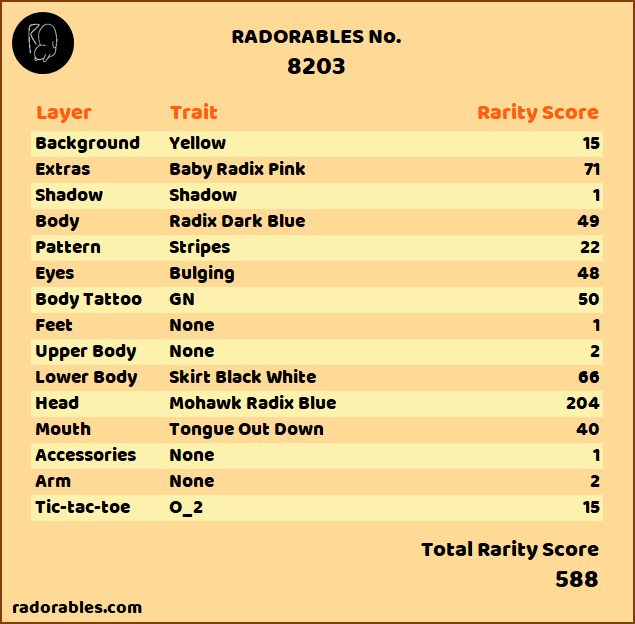 RADORABLES No.
8203
Layer Trait Rarity Score
Background Yellow 15
Extras Baby Radix Pink 71
Shadow Shadow 1
Body Radix Dark Blue 49
Pattern Stripes 22
Eyes Bulging 48
Body Tattoo GN 50
Feet None 1
Upper Body None 2
Lower Body Skirt Black White 66
Head Mohawk Radix Blue 204
Mouth Tongue Out Down 40
Accessories None 1
Arm None 2
Tic-tac-toe O_2 15
Total Rarity Score
588
radorables.com